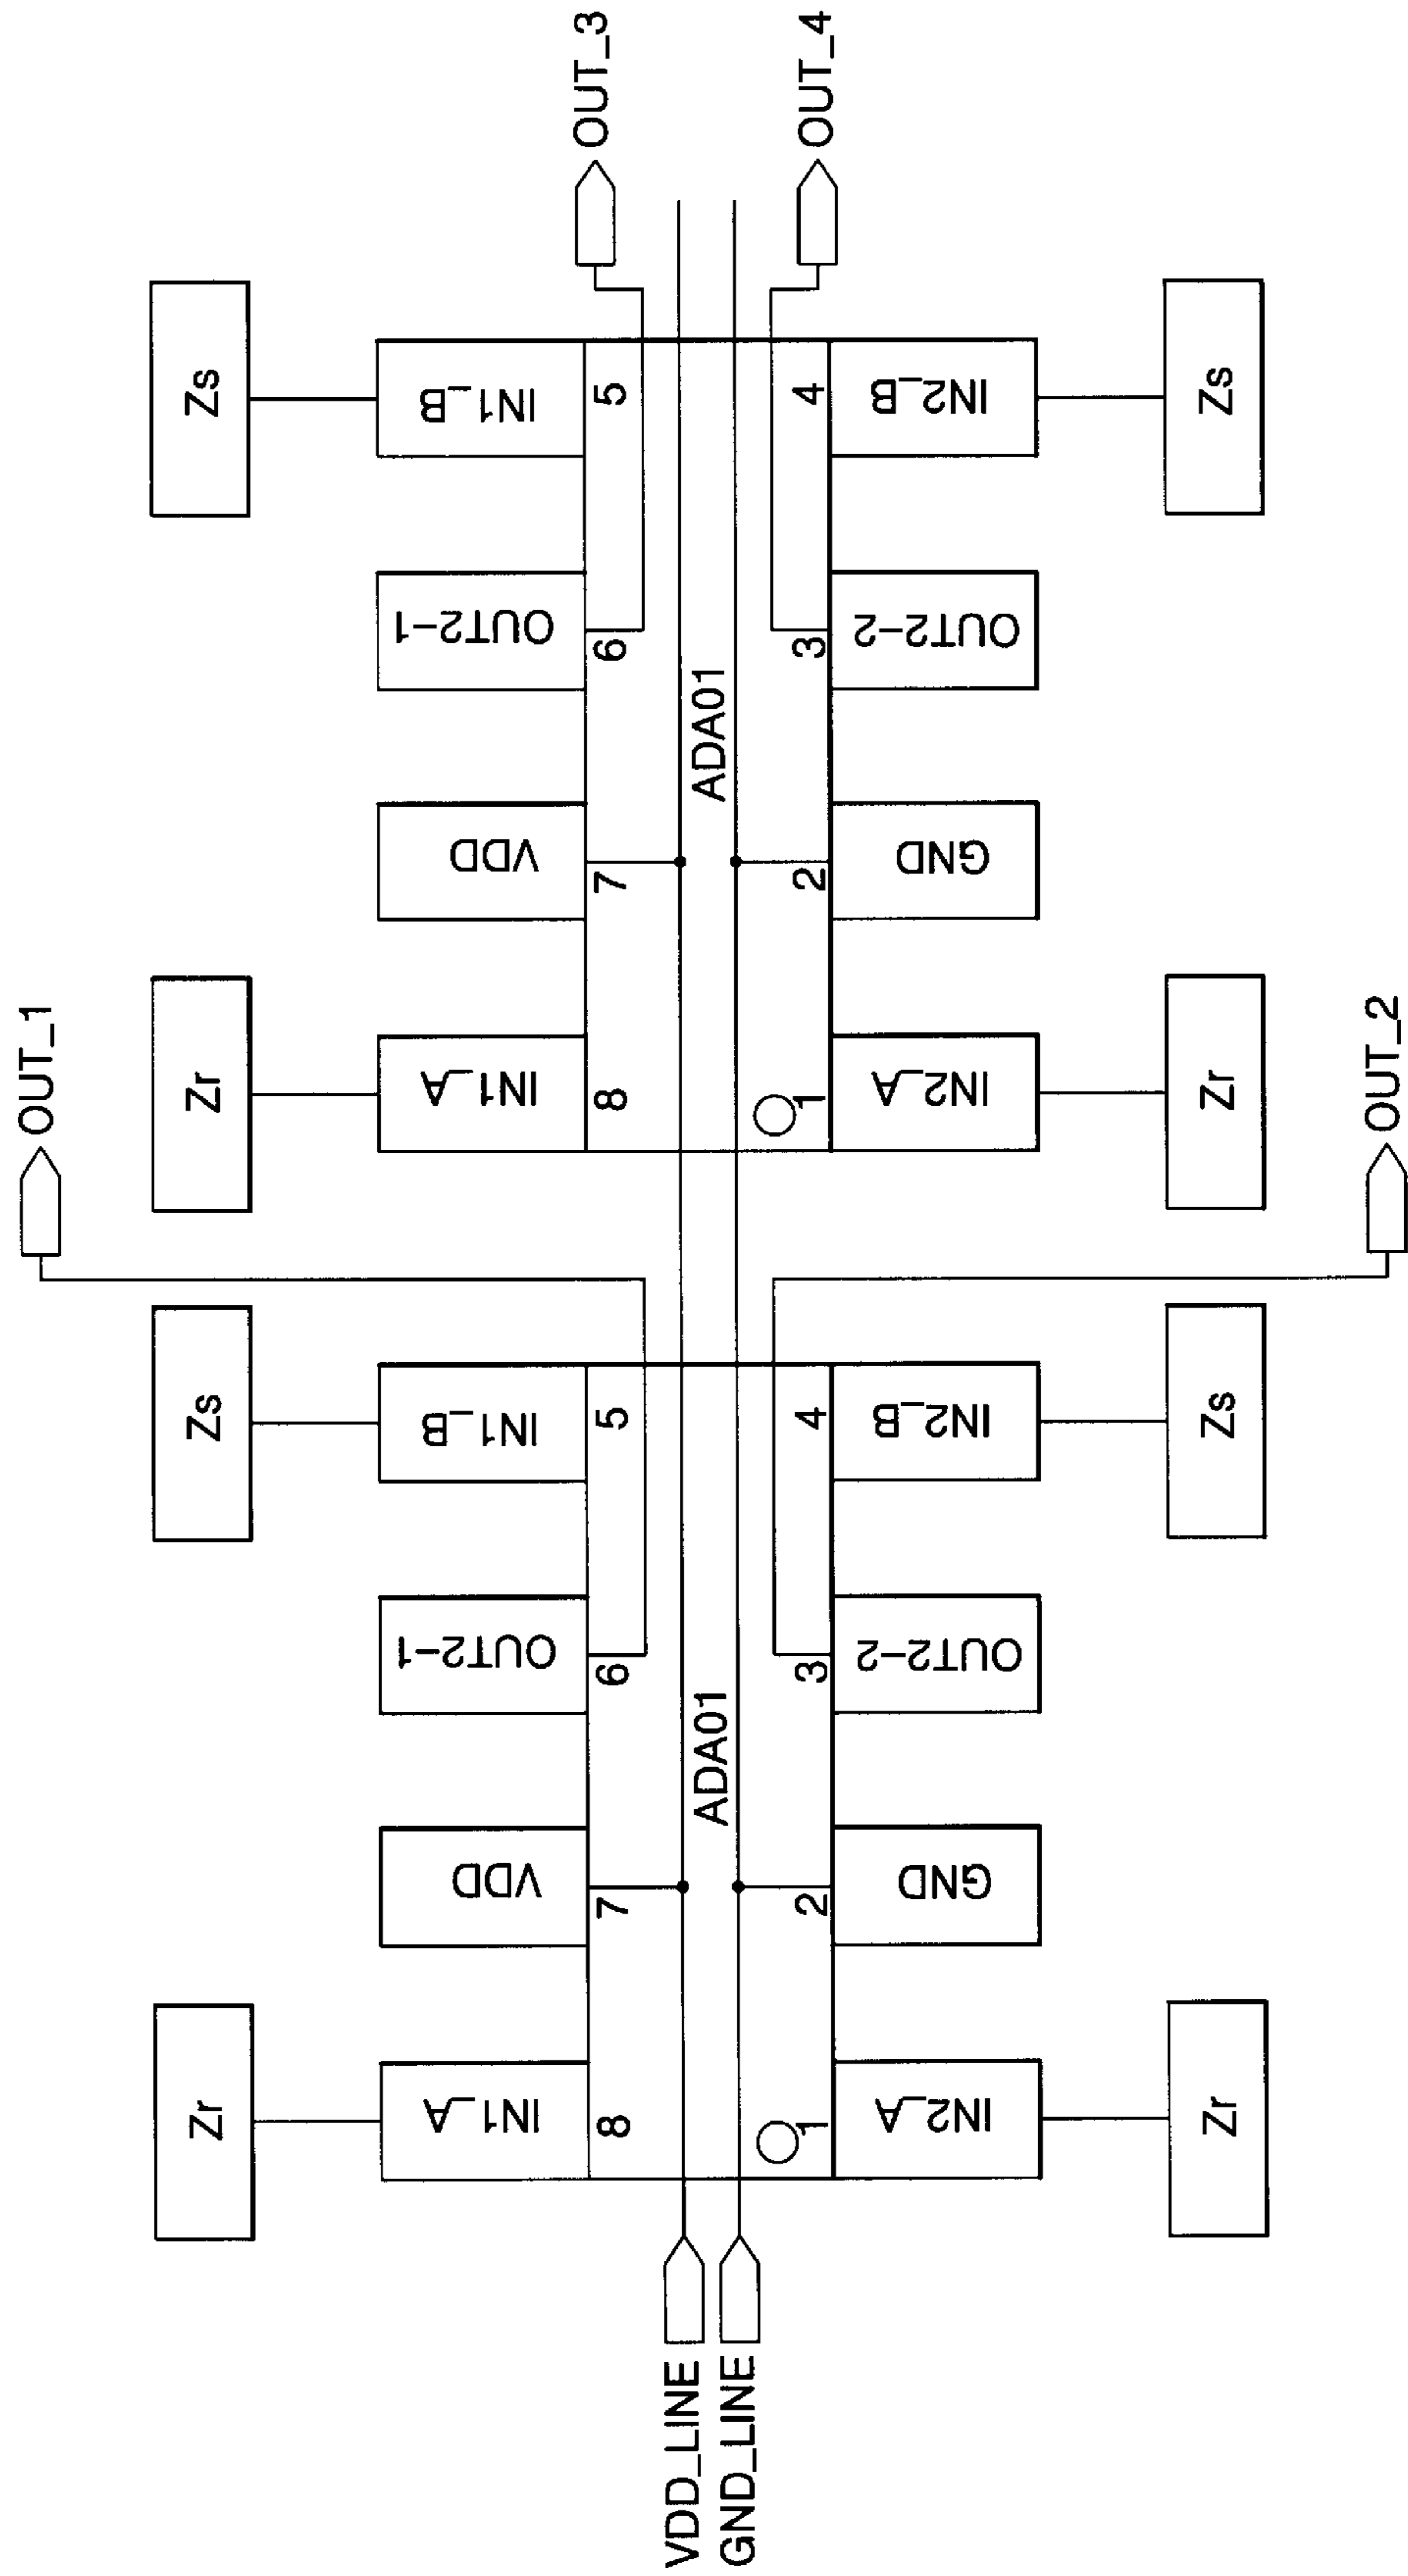 OUT_3
OUT_4
Zs
IN1_B
5
4
IN2_B
Zs
OUT2-1
6
3
OUT2-2
ADA01
VDD
7
2
GND
Zr
IN1_A
8
1
IN2_A
Zr
OUT_1
OUT_2
Zs
IN1_B
5
4
IN2_B
Zs
OUT2-1
6
3
OUT2-2
ADA01
VDD
7
2
GND
Zr
IN1_A
8
1
IN2_A
Zr
VDD_LINE
GND_LINE